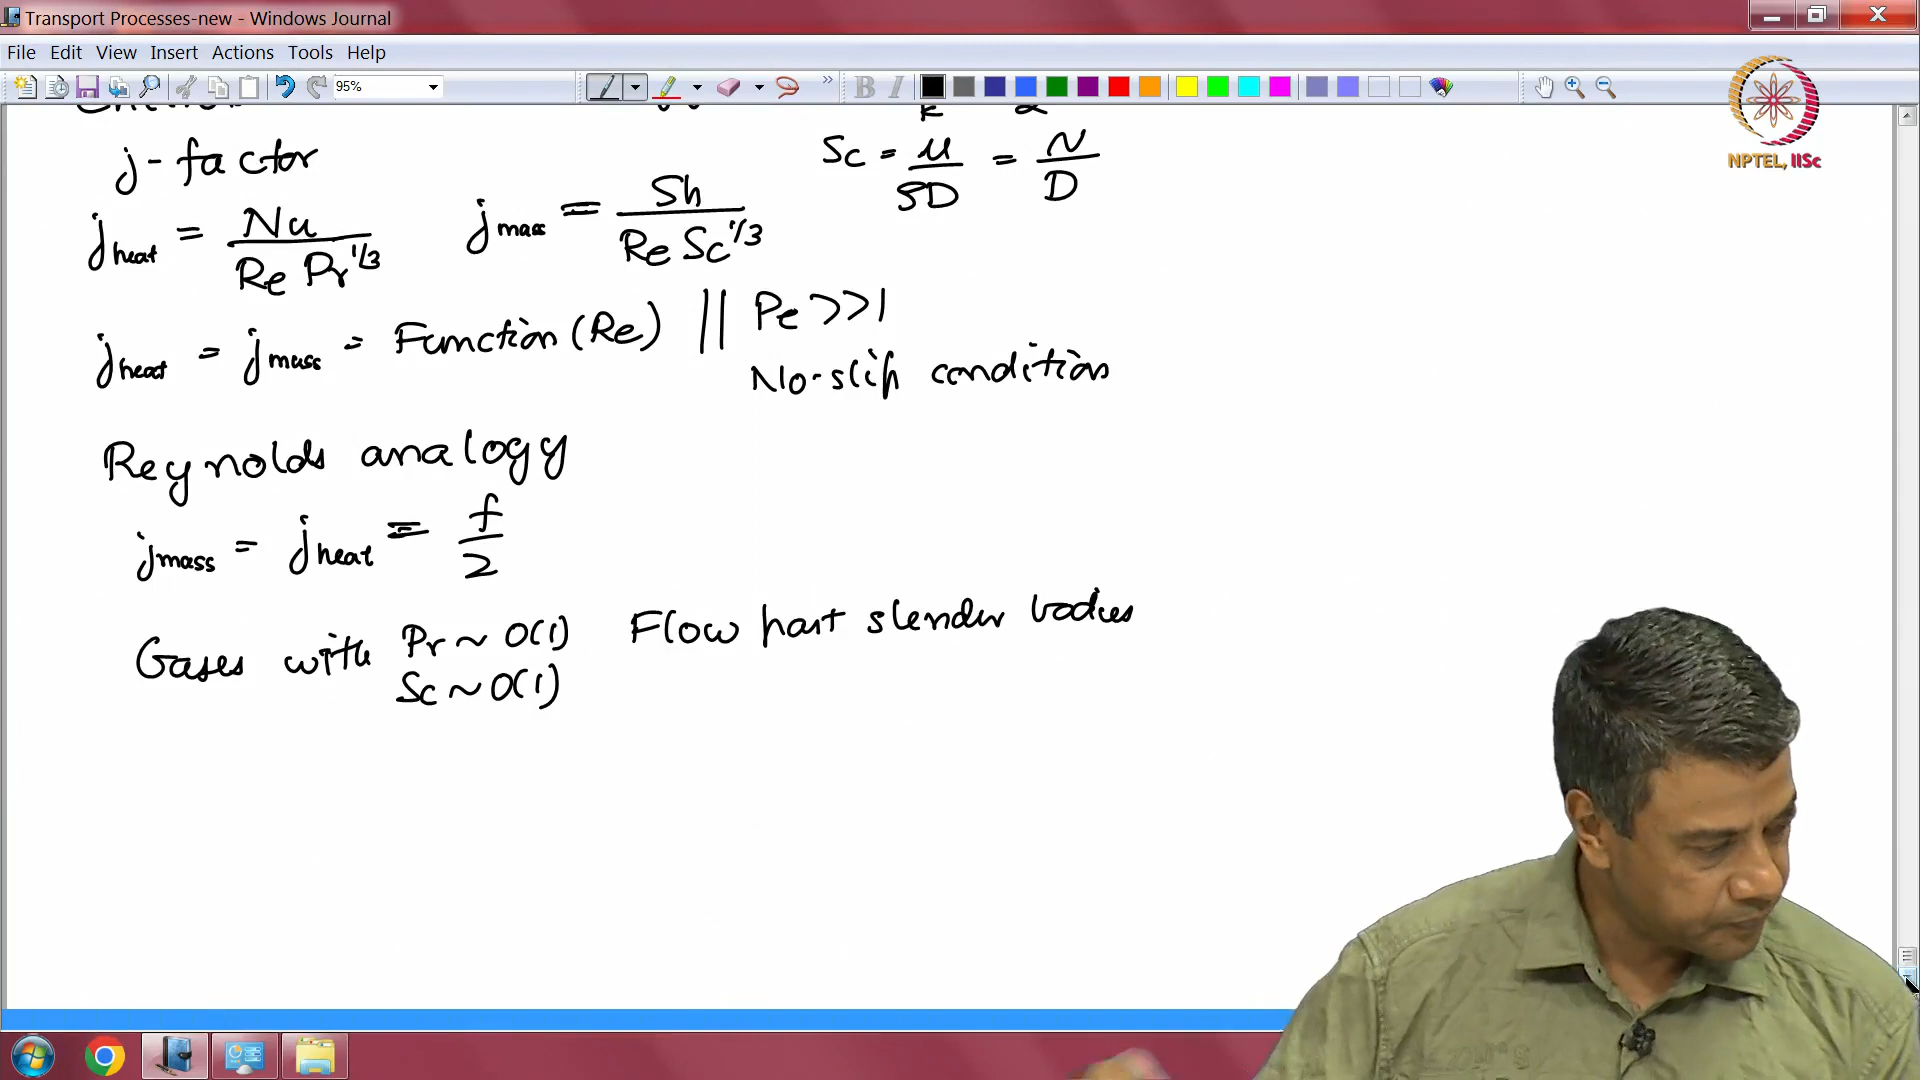 Transport Processes-new - Windows Journal
File Edit View Insert Actions Tools Help
95%
B I
NPTEL, IISc
j-factor
Sc = μ/ρD = ν/D
j_heat = Nu/(Re Pr^1/3)
j_mass = Sh/(Re Sc^1/3)
j_heat = j_mass = Function (Re) || Pe >>1
No-slip condition
Reynolds analogy
j_mass = j_heat = f/2
Gases with Pr ~ O(1) Flow past slender bodies
Sc ~ O(1)